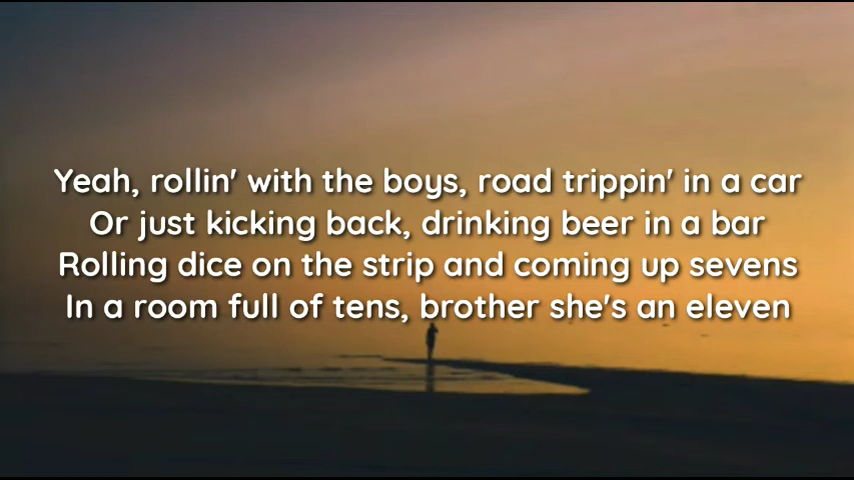 Yeah, rollin' with the boys, road trippin' in a car
Or just kicking back, drinking beer in a bar
Rolling dice on the strip and coming up sevens
In a room full of tens, brother she's an eleven